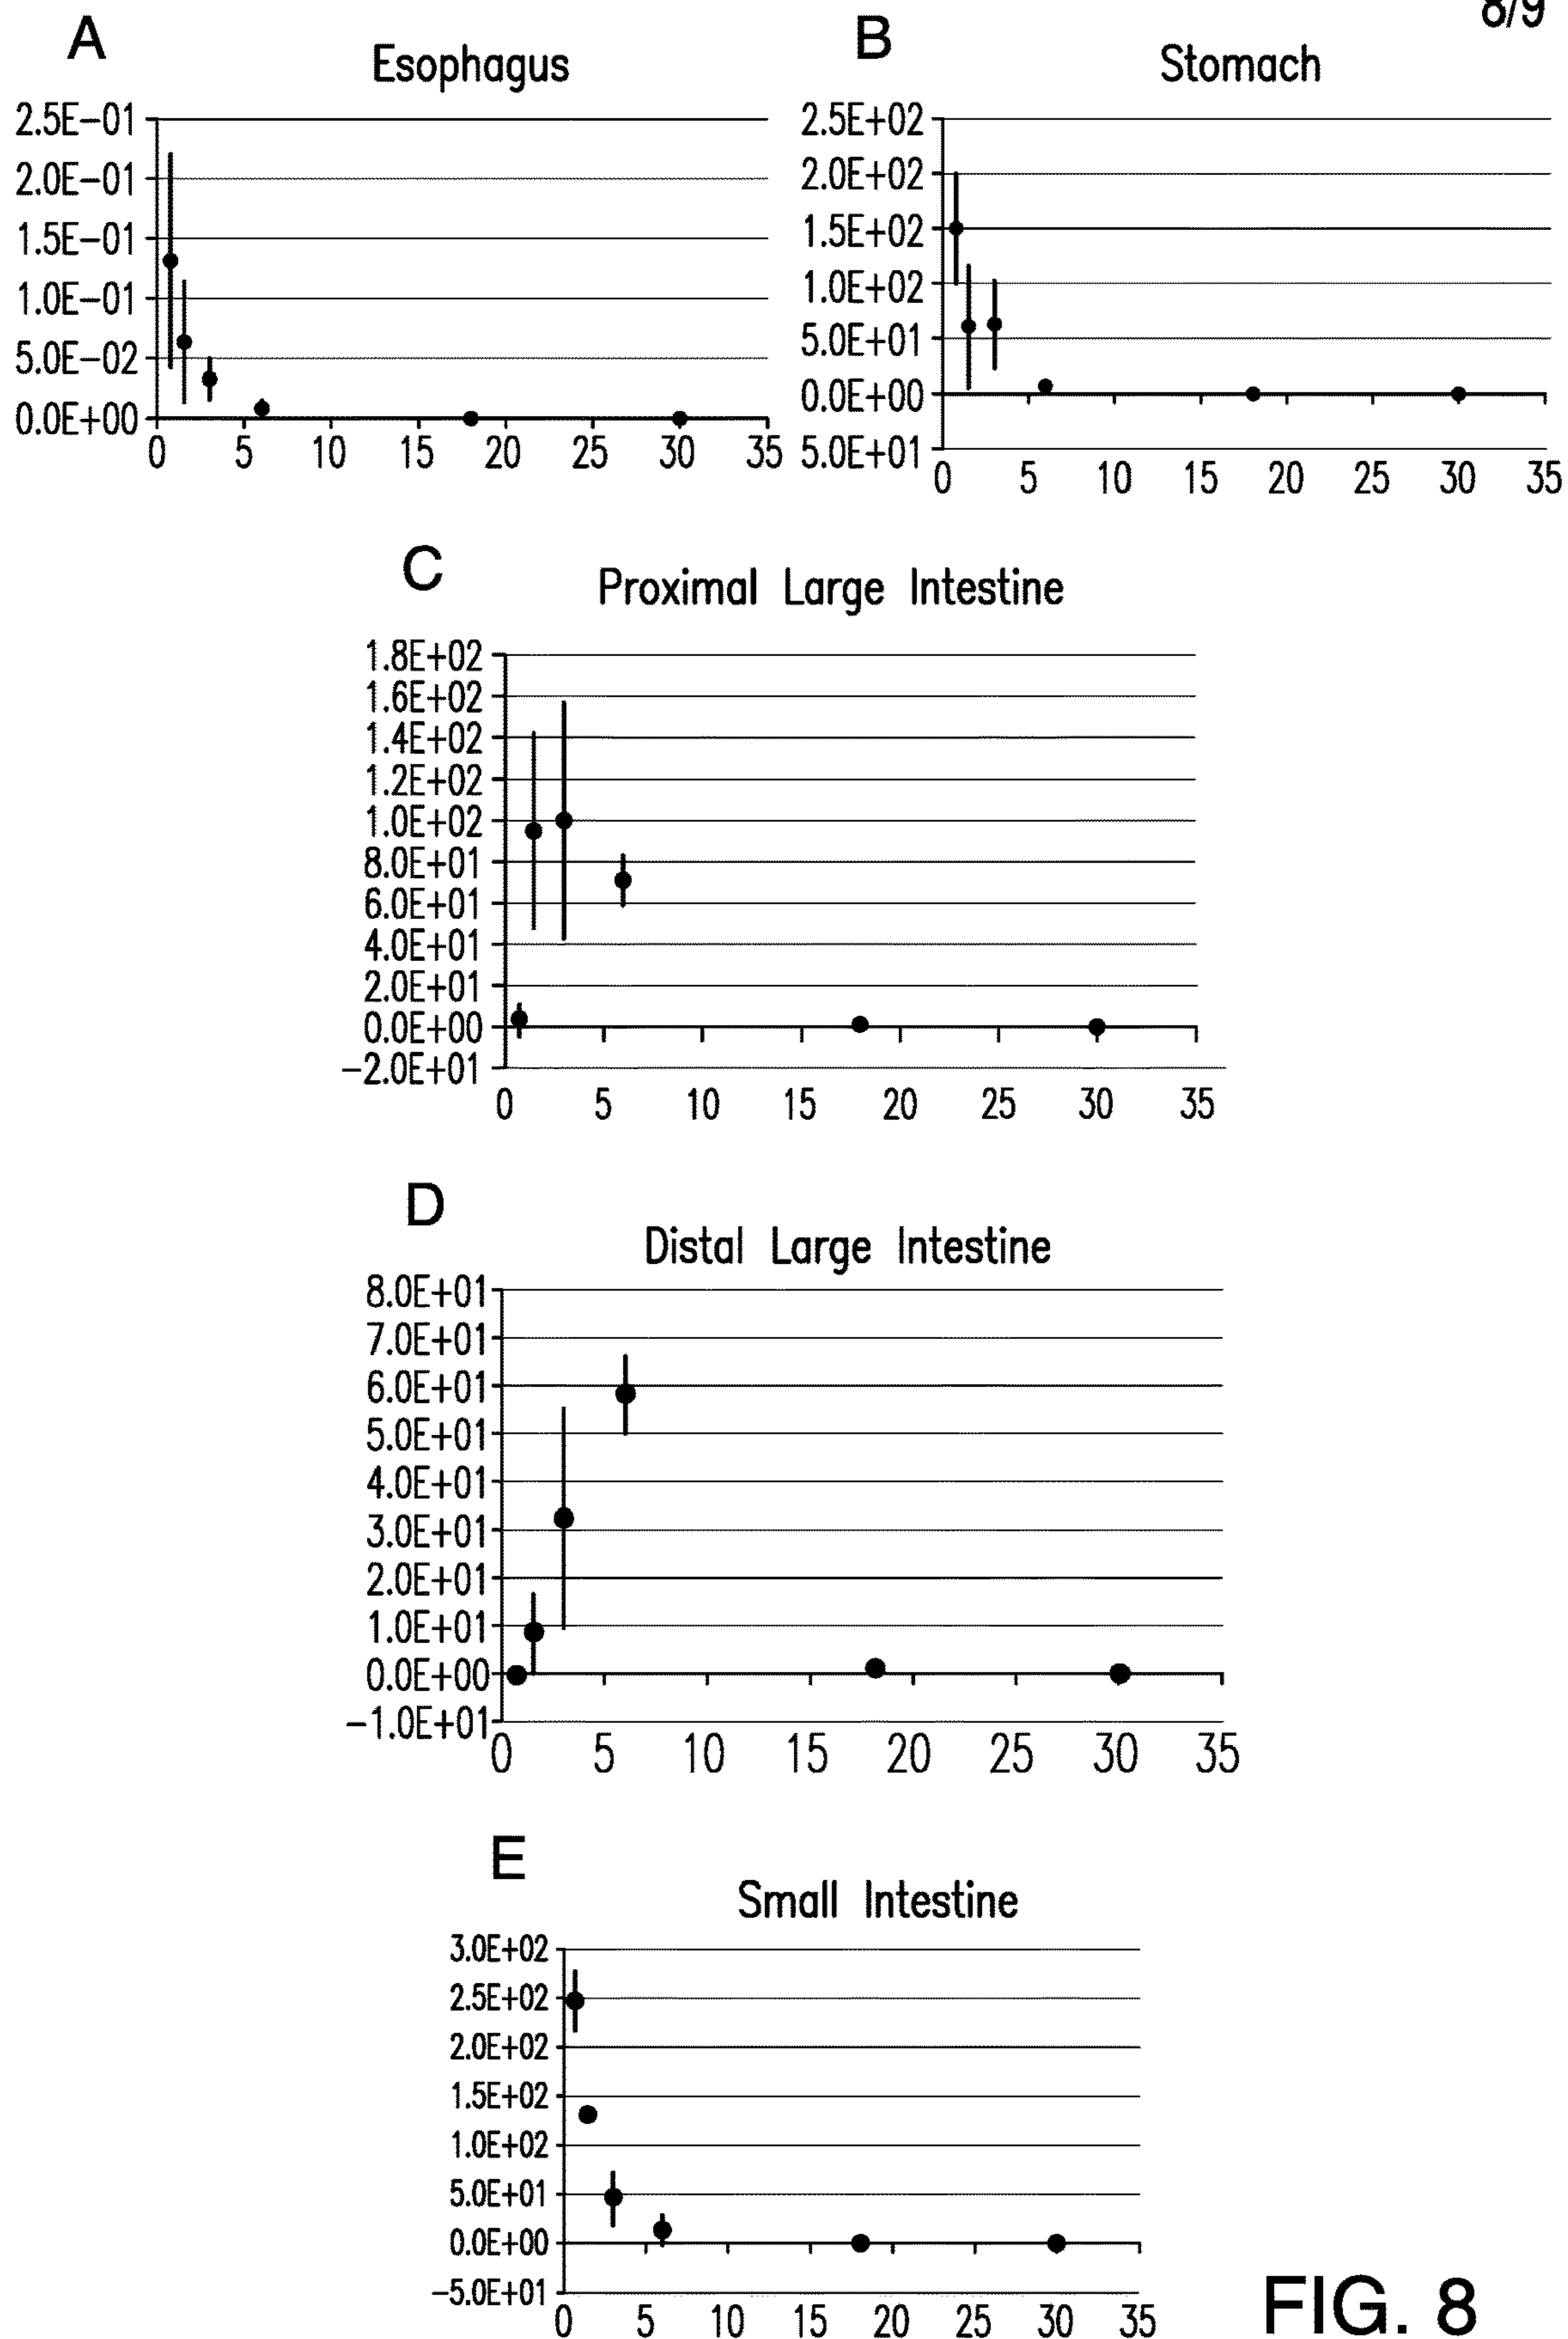 8/9
A
Esophagus
2.5E-01
2.0E-01
1.5E-01
1.0E-01
5.0E-02
0.0E+00
0 5 10 15 20 25 30 35
B
Stomach
2.5E+02
2.0E+02
1.5E+02
1.0E+02
5.0E+01
0.0E+00
5.0E+01
0 5 10 15 20 25 30 35
C
Proximal Large Intestine
1.8E+02
1.6E+02
1.4E+02
1.2E+02
1.0E+02
8.0E+01
6.0E+01
4.0E+01
2.0E+01
0.0E+00
-2.0E+01
0 5 10 15 20 25 30 35
D
Distal Large Intestine
8.0E+01
7.0E+01
6.0E+01
5.0E+01
4.0E+01
3.0E+01
2.0E+01
1.0E+01
0.0E+00
-1.0E+01
0 5 10 15 20 25 30 35
E
Small Intestine
3.0E+02
2.5E+02
2.0E+02
1.5E+02
1.0E+02
5.0E+01
0.0E+00
-5.0E+01
0 5 10 15 20 25 30 35
FIG. 8